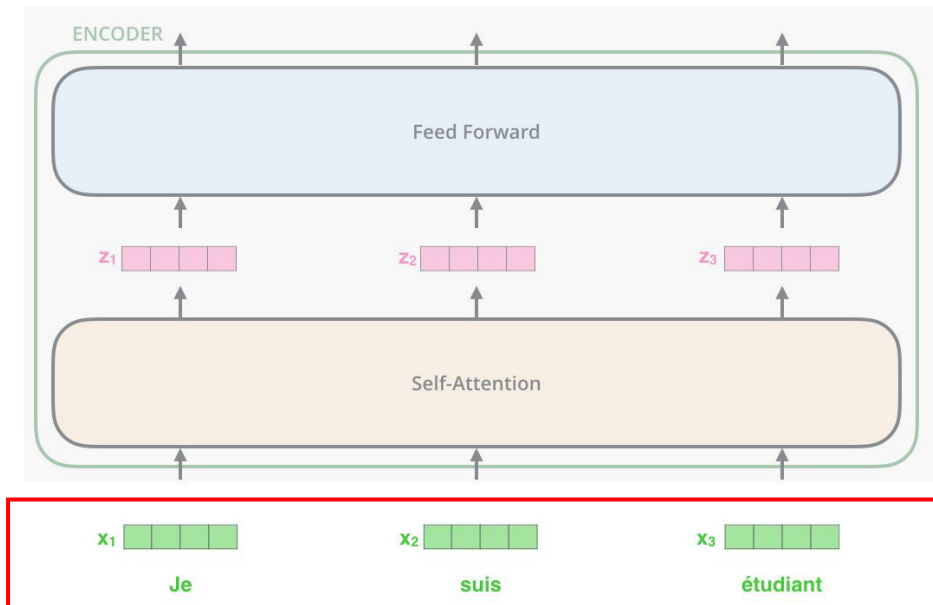 ENCODER
Feed Forward
z₁ z₂ z₃
Self-Attention
x₁ x₂ x₃
Je suis étudiant